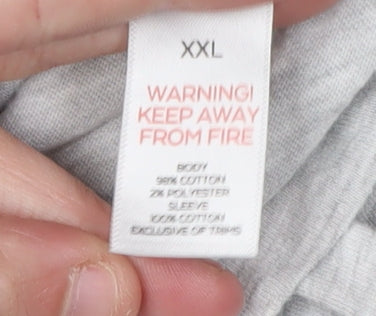 XXL
WARNING!
KEEP AWAY
FROM FIRE
BODY
98% COTTON
2% POLYESTER
SLEEVE
100% COTTON
EXCLUSIVE OF TRIMS